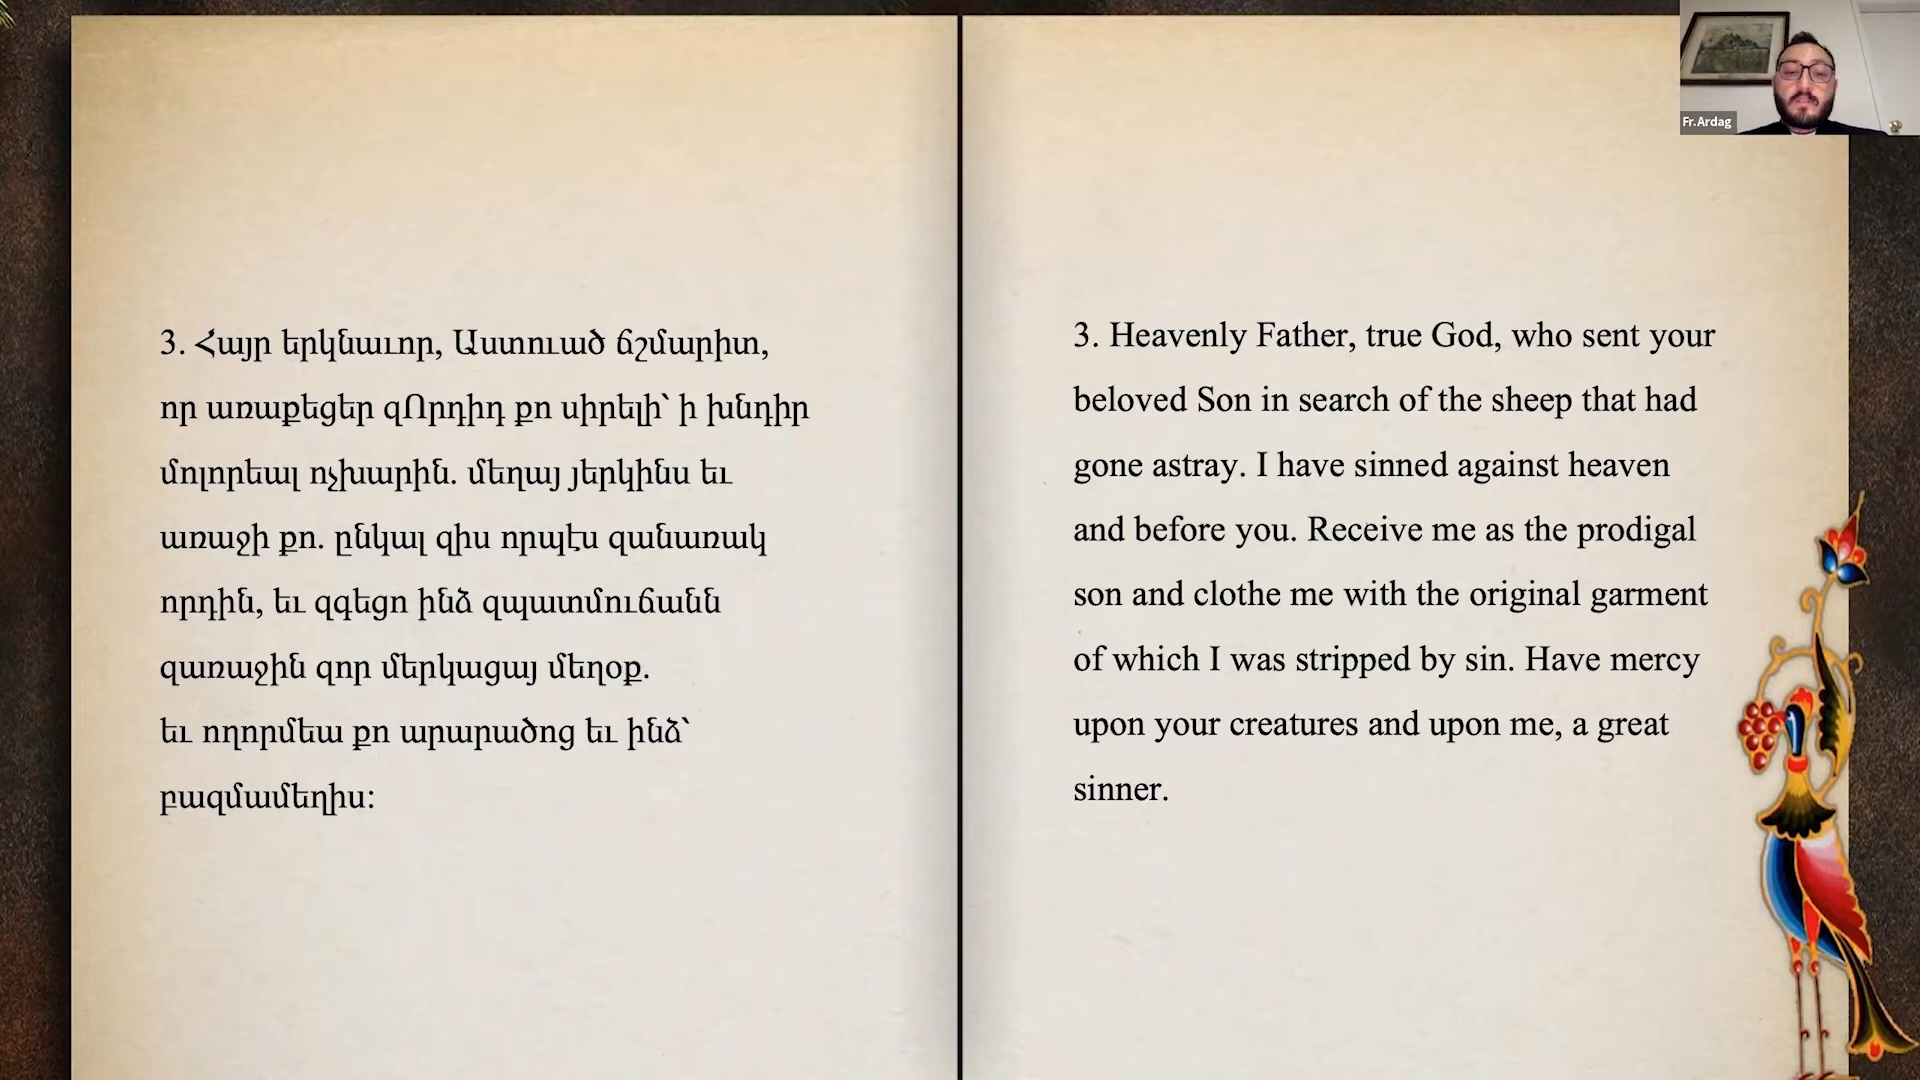 3. Հայր երկնաւոր, Աստուած ճշմարիտ,
որ առաքեցեր զՈրդիդ քո սիրելի՝ ի խնդիր
մոլորեալ ոչխարին. մեղայ յերկինս եւ
առաջի քո. ընկալ զիս որպէս զանառակ
որդին, եւ զգեցո ինձ զպատմուճանն
զառաջին զոր մերկացայ մեղօք.
եւ ողորմեա քո արարածոց եւ ինձ՝
բազմամեղիս:
3. Heavenly Father, true God, who sent your
beloved Son in search of the sheep that had
gone astray. I have sinned against heaven
and before you. Receive me as the prodigal
son and clothe me with the original garment
of which I was stripped by sin. Have mercy
upon your creatures and upon me, a great
sinner.
Fr.Ardag